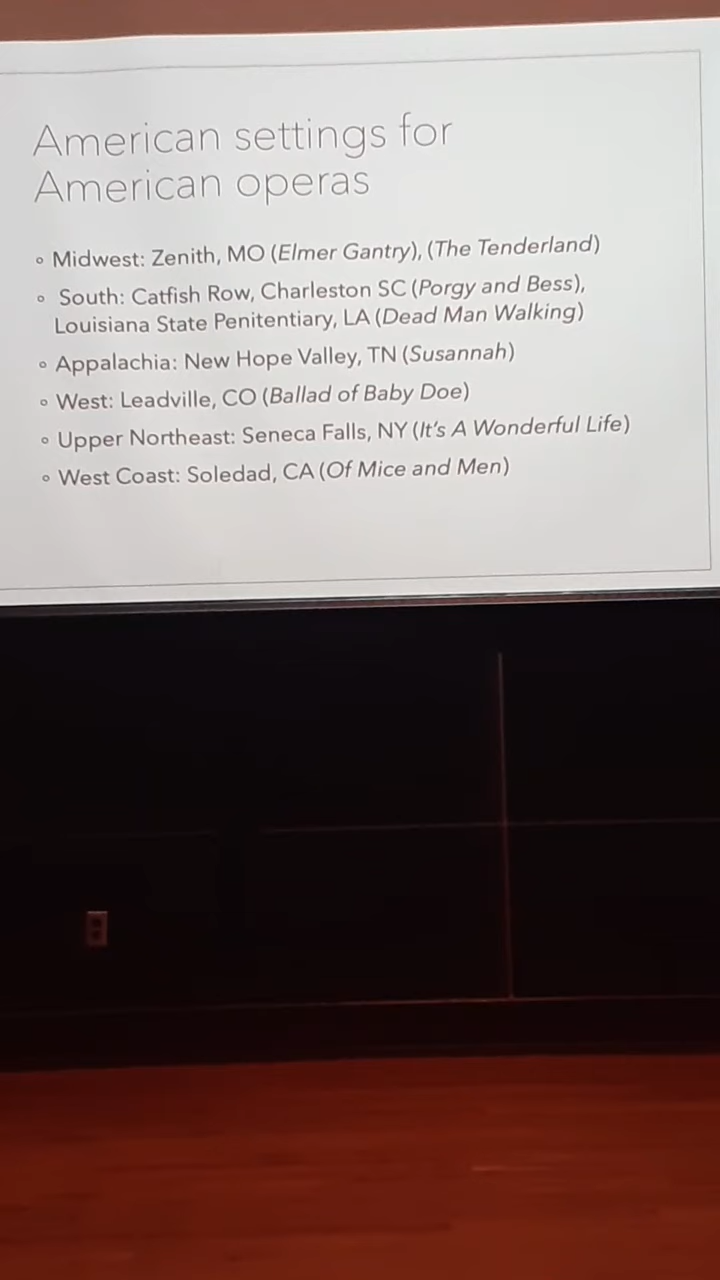 American settings for
American operas
◦ Midwest: Zenith, MO (Elmer Gantry), (The Tenderland)
◦ South: Catfish Row, Charleston SC (Porgy and Bess),
Louisiana State Penitentiary, LA (Dead Man Walking)
◦ Appalachia: New Hope Valley, TN (Susannah)
◦ West: Leadville, CO (Ballad of Baby Doe)
◦ Upper Northeast: Seneca Falls, NY (It's A Wonderful Life)
◦ West Coast: Soledad, CA (Of Mice and Men)